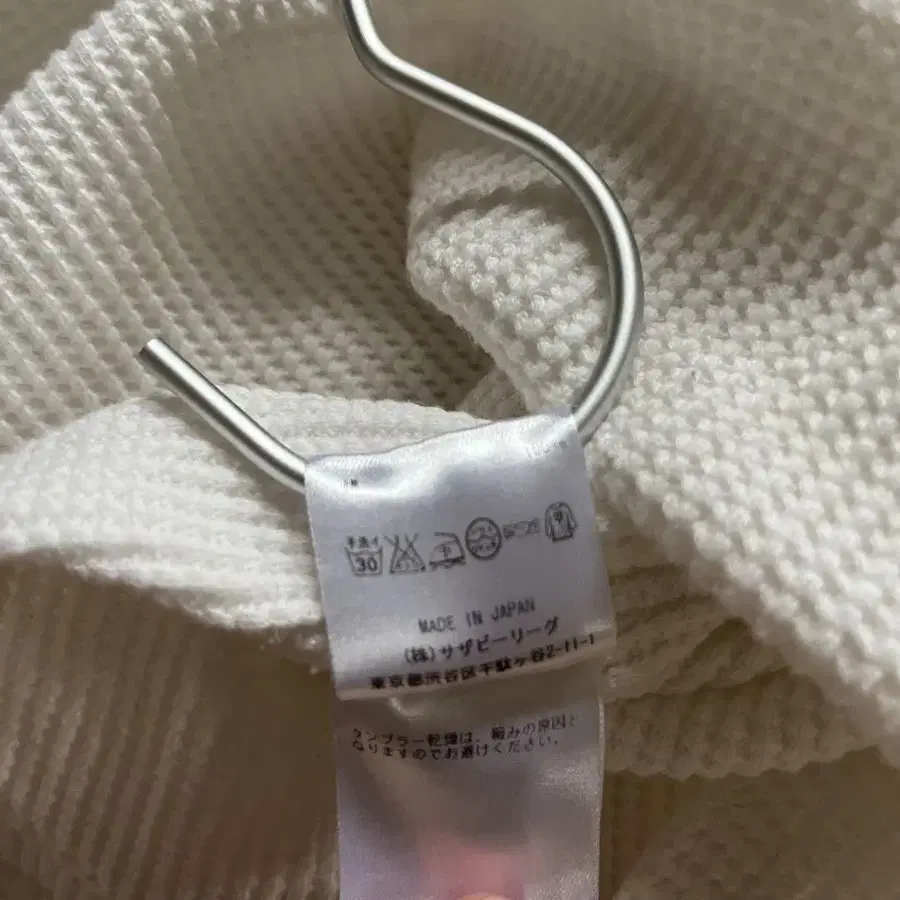 手洗イ
30
中
MADE IN JAPAN
(株)サザビーリーグ
東京都渋谷区千駄ケ谷2-11-1
タンブラー乾燥は、縮みの原因と
なりますのでお避けください。